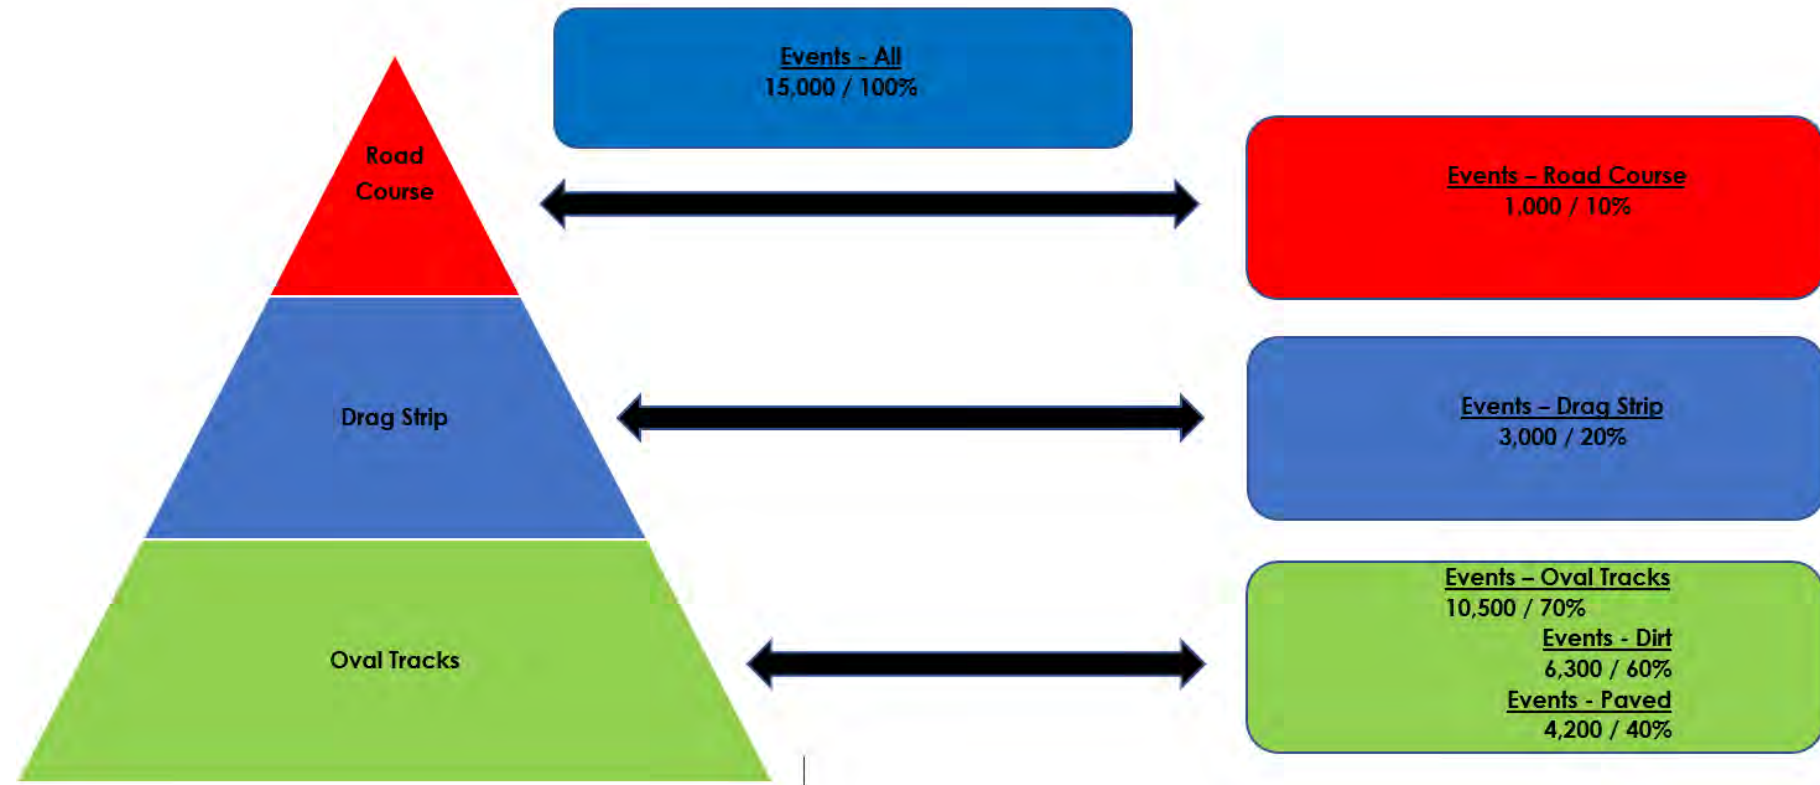 Events - All
15,000 / 100%
Road
Course
Events – Road Course
1,000 / 10%
Drag Strip
Events – Drag Strip
3,000 / 20%
Oval Tracks
Events – Oval Tracks
10,500 / 70%
Events - Dirt
6,300 / 60%
Events - Paved
4,200 / 40%